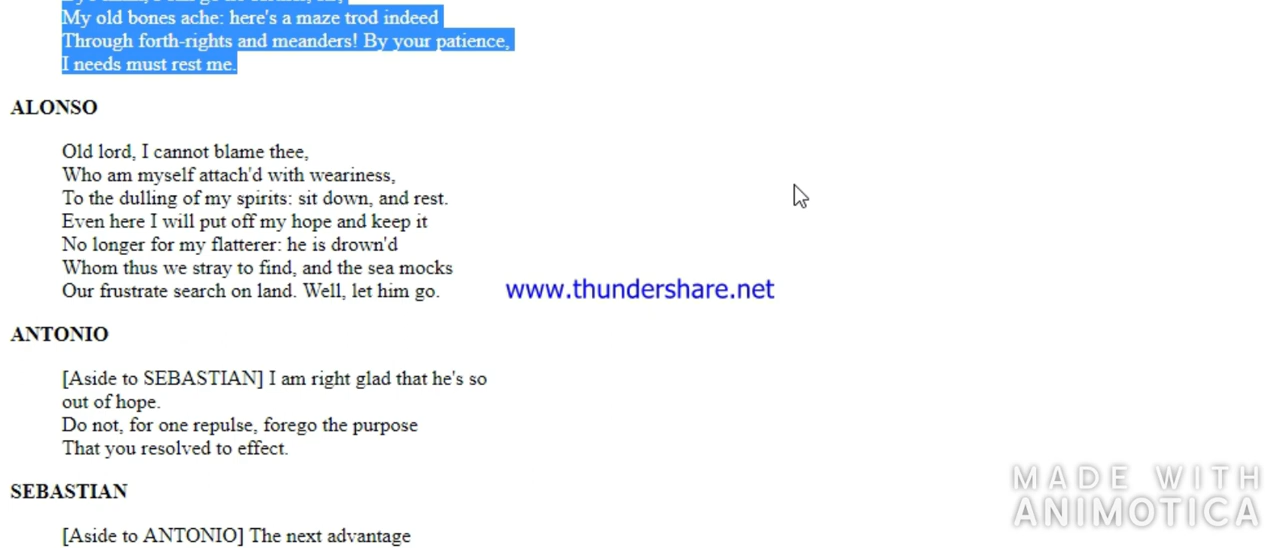 My old bones ache: here's a maze trod indeed
Through forth-rights and meanders! By your patience,
I needs must rest me.
ALONSO
Old lord, I cannot blame thee,
Who am myself attach'd with weariness,
To the dulling of my spirits: sit down, and rest.
Even here I will put off my hope and keep it
No longer for my flatterer: he is drown'd
Whom thus we stray to find, and the sea mocks
Our frustrate search on land. Well, let him go.
www.thundershare.net
ANTONIO
[Aside to SEBASTIAN] I am right glad that he's so
out of hope.
Do not, for one repulse, forego the purpose
That you resolved to effect.
SEBASTIAN
[Aside to ANTONIO] The next advantage
MADE WITH
ANIMOTICA